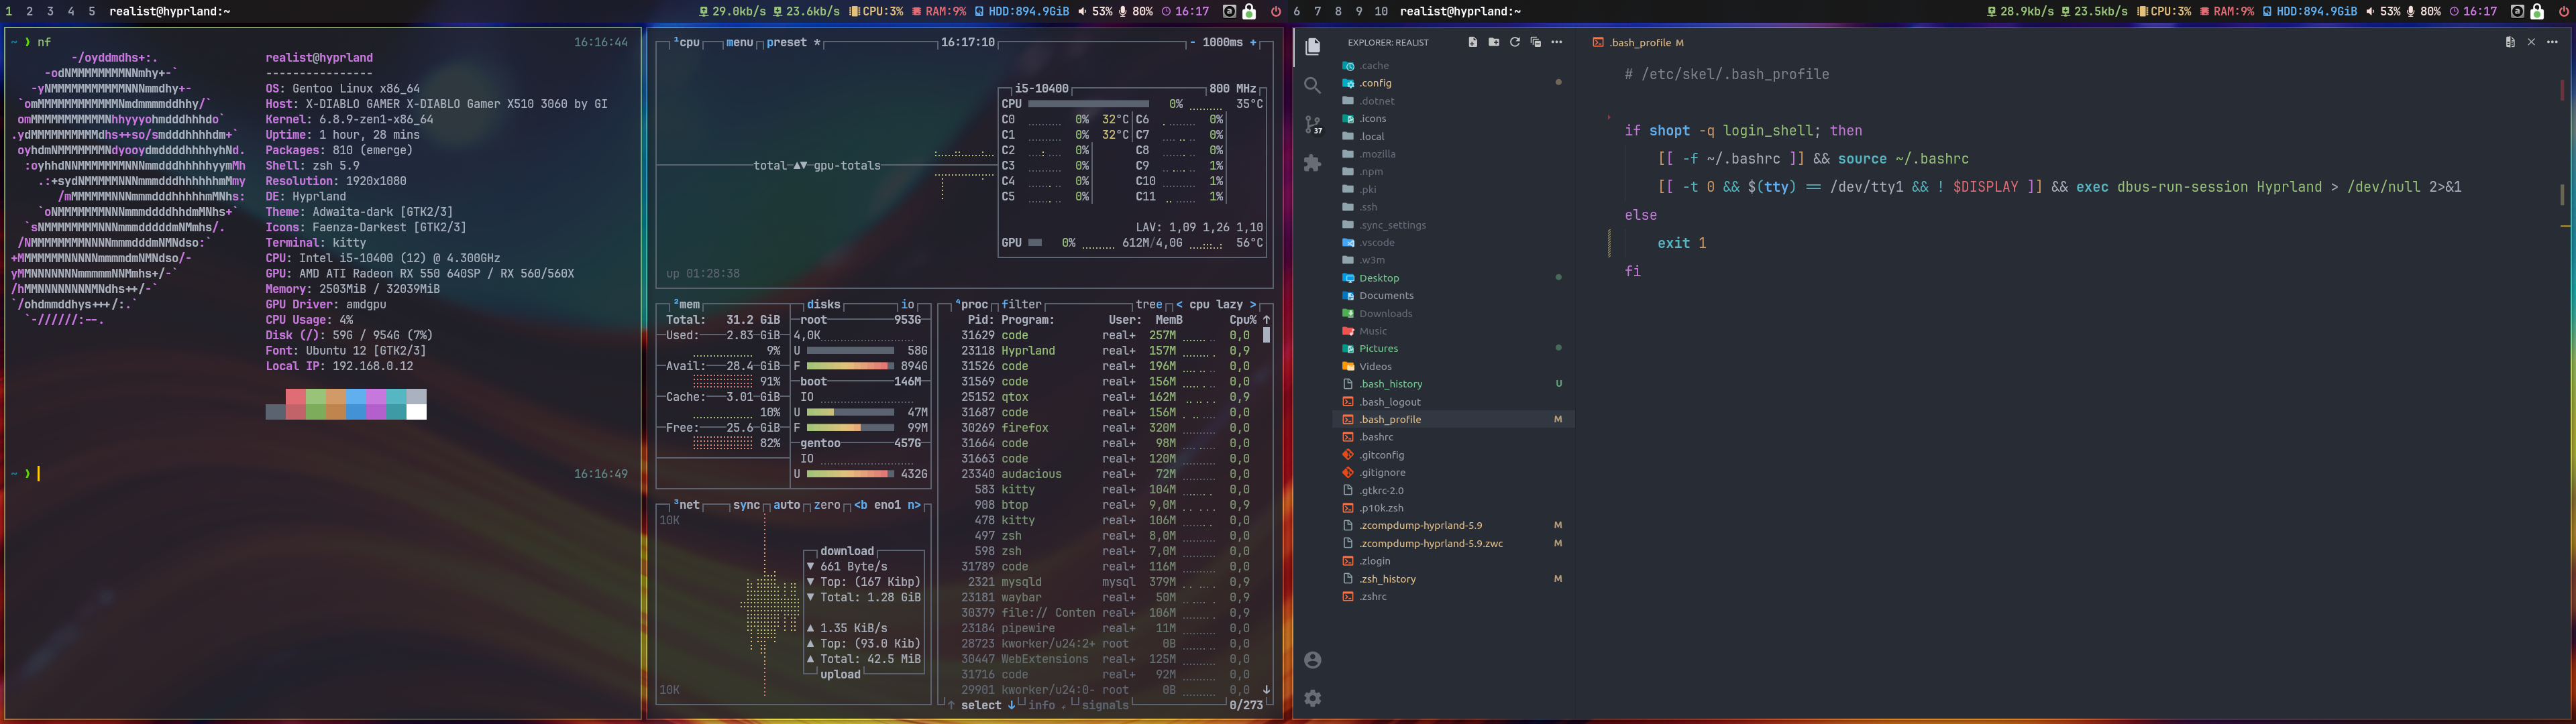 1 2 3 4 5 realist@hyprland:~
29.0kb/s 23.6kb/s CPU:3% RAM:9% HDD:894.9GiB 53% 80% 16:17
6 7 8 9 10 realist@hyprland:~
28.9kb/s 23.5kb/s CPU:3% RAM:9% HDD:894.9GiB 53% 80% 16:17
~ ❯ nf 16:16:44
-/oyddmdhs+:.
-odNMMMMMMMMNNmhy+-`
-yNMMMMMMMMMMMNNNmmdhy+-
`omMMMMMMMMMMMMNmdmmmmddhhy/`
omMMMMMMMMMMMNhhyyyohmdddhhhdo`
.ydMMMMMMMMMMdhs++so/smdddhhhhdm+`
oyhdmNMMMMMMMNdyooydmddddhhhhyhNd.
:oyhhdNNMMMMMMMNNNmmdddhhhhhyymMh
.:+sydNMMMMMNNNmmmdddhhhhhhmMmy
/mMMMMMMNNNmmmdddhhhhhmMNhs:
`oNMMMMMMMNNNmmmddddhhdmMNhs+`
`sNMMMMMMMMNNNmmmdddddmNMmhs/.
/NMMMMMMMMNNNNmmmdddmNMNdso:`
+MMMMMMMNNNNNmmmmdmNMNdso/-
yMMNNNNNNNmmmmmNNMmhs+/-`
/hMMNNNNNNNNMNdhs++/-`
`/ohdmmddhys+++/:.`
`-//////:--.
realist@hyprland
----------------
OS: Gentoo Linux x86_64
Host: X-DIABLO GAMER X-DIABLO Gamer X510 3060 by GI
Kernel: 6.8.9-zen1-x86_64
Uptime: 1 hour, 28 mins
Packages: 810 (emerge)
Shell: zsh 5.9
Resolution: 1920x1080
DE: Hyprland
Theme: Adwaita-dark [GTK2/3]
Icons: Faenza-Darkest [GTK2/3]
Terminal: kitty
CPU: Intel i5-10400 (12) @ 4.300GHz
GPU: AMD ATI Radeon RX 550 640SP / RX 560/560X
Memory: 2503MiB / 32039MiB
GPU Driver: amdgpu
CPU Usage: 4%
Disk (/): 59G / 954G (7%)
Font: Ubuntu 12 [GTK2/3]
Local IP: 192.168.0.12
~ ❯ 16:16:49
¹cpu menu preset * 16:17:10 - 1000ms +
total ▲▼ gpu-totals
i5-10400 800 MHz
CPU 0% 35°C
C0 0% 32°C C6 0%
C1 0% 32°C C7 0%
C2 0% C8 0%
C3 0% C9 1%
C4 0% C10 1%
C5 0% C11 1%
LAV: 1,09 1,26 1,10
GPU 0% 612M/4,0G 56°C
up 01:28:38
²mem disks io
Total: 31.2 GiB
Used: 2.83 GiB
9%
Avail: 28.4 GiB
91%
Cache: 3.01 GiB
10%
Free: 25.6 GiB
82%
root 953G
4,0K
U 58G
F 894G
boot 146M
IO
U 47M
F 99M
gentoo 457G
IO
U 432G
³net sync auto zero <b eno1 n>
10K
download
▼ 661 Byte/s
▼ Top: (167 Kibp)
▼ Total: 1.28 GiB
▲ 1.35 KiB/s
▲ Top: (93.0 Kib)
▲ Total: 42.5 MiB
upload
10K
⁴proc filter tree < cpu lazy >
Pid: Program: User: MemB Cpu% ↑
31629 code real+ 257M 0,0
23118 Hyprland real+ 157M 0,9
31526 code real+ 196M 0,0
31569 code real+ 156M 0,0
25152 qtox real+ 162M 0,9
31687 code real+ 156M 0,0
30269 firefox real+ 320M 0,0
31664 code real+ 98M 0,0
31663 code real+ 120M 0,0
23340 audacious real+ 72M 0,0
583 kitty real+ 104M 0,0
908 btop real+ 9,0M 0,9
478 kitty real+ 106M 0,0
497 zsh real+ 8,0M 0,0
598 zsh real+ 7,0M 0,0
31789 code real+ 116M 0,0
2321 mysqld mysql 379M 0,9
23181 waybar real+ 50M 0,9
30379 file:// Conten real+ 106M 0,9
23184 pipewire real+ 11M 0,0
28723 kworker/u24:2+ root 0B 0,0
30447 WebExtensions real+ 125M 0,0
31716 code real+ 92M 0,0
29901 kworker/u24:0- root 0B 0,0 ↓
↑ select ↓ info signals 0/273
EXPLORER: REALIST
37
.cache
.config
.dotnet
.icons
.local
.mozilla
.npm
.pki
.ssh
.sync_settings
.vscode
.w3m
Desktop
Documents
Downloads
Music
Pictures
Videos
.bash_history U
.bash_logout
.bash_profile M
.bashrc
.gitconfig
.gitignore
.gtkrc-2.0
.p10k.zsh
.zcompdump-hyprland-5.9 M
.zcompdump-hyprland-5.9.zwc M
.zlogin
.zsh_history M
.zshrc
.bash_profile M
# /etc/skel/.bash_profile
if shopt -q login_shell; then
[[ -f ~/.bashrc ]] && source ~/.bashrc
[[ -t 0 && $(tty) == /dev/tty1 && ! $DISPLAY ]] && exec dbus-run-session Hyprland > /dev/null 2>&1
else
exit 1
fi